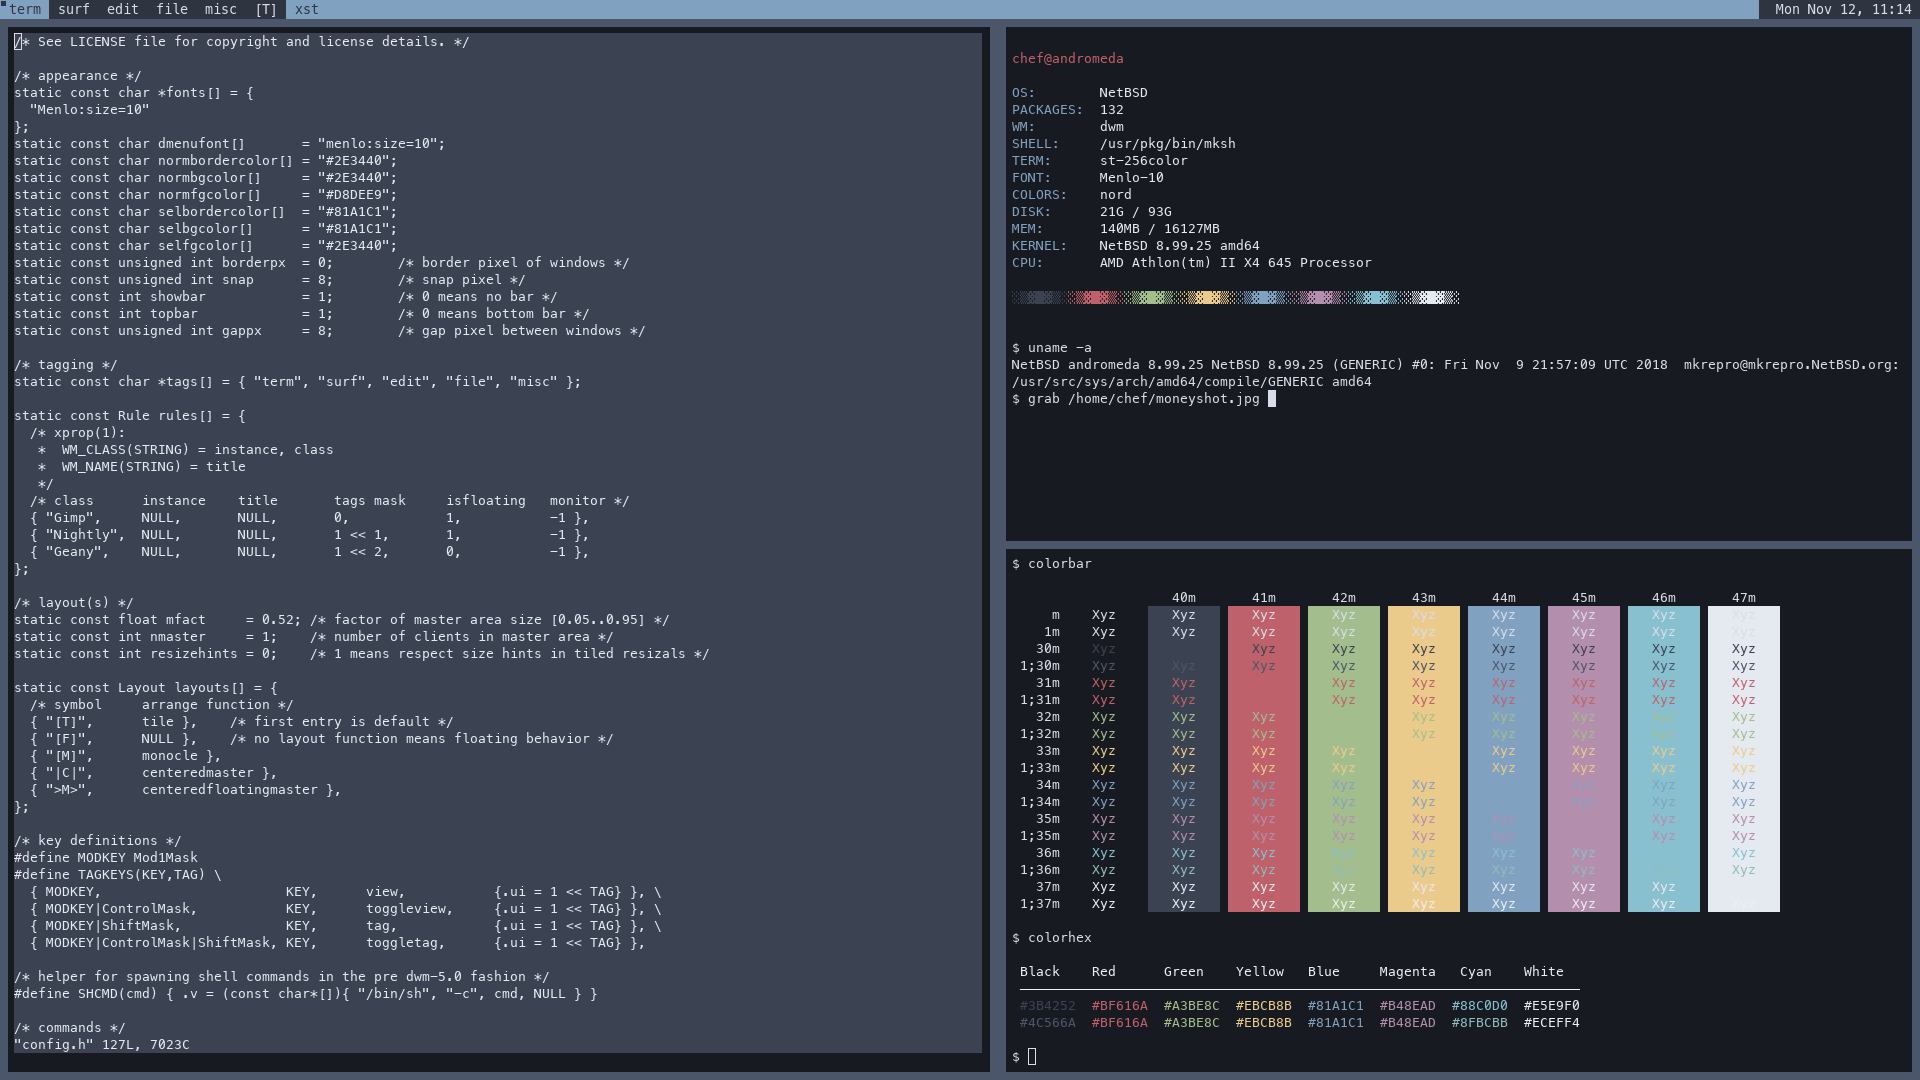 term surf edit file misc [T] xst Mon Nov 12, 11:14
/* See LICENSE file for copyright and license details. */
/* appearance */
static const char *fonts[] = {
  "Menlo:size=10"
};
static const char dmenufont[]       = "menlo:size=10";
static const char normbordercolor[] = "#2E3440";
static const char normbgcolor[]     = "#2E3440";
static const char normfgcolor[]     = "#D8DEE9";
static const char selbordercolor[]  = "#81A1C1";
static const char selbgcolor[]      = "#81A1C1";
static const char selfgcolor[]      = "#2E3440";
static const unsigned int borderpx  = 0;        /* border pixel of windows */
static const unsigned int snap      = 8;        /* snap pixel */
static const int showbar            = 1;        /* 0 means no bar */
static const int topbar             = 1;        /* 0 means bottom bar */
static const unsigned int gappx     = 8;        /* gap pixel between windows */
/* tagging */
static const char *tags[] = { "term", "surf", "edit", "file", "misc" };
static const Rule rules[] = {
  /* xprop(1):
   *  WM_CLASS(STRING) = instance, class
   *  WM_NAME(STRING) = title
   */
  /* class      instance    title       tags mask     isfloating   monitor */
  { "Gimp",     NULL,       NULL,       0,            1,           -1 },
  { "Nightly",  NULL,       NULL,       1 << 1,       1,           -1 },
  { "Geany",    NULL,       NULL,       1 << 2,       0,           -1 },
};
/* layout(s) */
static const float mfact     = 0.52; /* factor of master area size [0.05..0.95] */
static const int nmaster     = 1;    /* number of clients in master area */
static const int resizehints = 0;    /* 1 means respect size hints in tiled resizals */
static const Layout layouts[] = {
  /* symbol     arrange function */
  { "[T]",      tile },    /* first entry is default */
  { "[F]",      NULL },    /* no layout function means floating behavior */
  { "[M]",      monocle },
  { "|C|",      centeredmaster },
  { ">M>",      centeredfloatingmaster },
};
/* key definitions */
#define MODKEY Mod1Mask
#define TAGKEYS(KEY,TAG) \
  { MODKEY,                       KEY,      view,           {.ui = 1 << TAG} }, \
  { MODKEY|ControlMask,           KEY,      toggleview,     {.ui = 1 << TAG} }, \
  { MODKEY|ShiftMask,             KEY,      tag,            {.ui = 1 << TAG} }, \
  { MODKEY|ControlMask|ShiftMask, KEY,      toggletag,      {.ui = 1 << TAG} },
/* helper for spawning shell commands in the pre dwm-5.0 fashion */
#define SHCMD(cmd) { .v = (const char*[]){ "/bin/sh", "-c", cmd, NULL } }
/* commands */
"config.h" 127L, 7023C
chef@andromeda
OS:        NetBSD
PACKAGES:  132
WM:        dwm
SHELL:     /usr/pkg/bin/mksh
TERM:      st-256color
FONT:      Menlo-10
COLORS:    nord
DISK:      21G / 93G
MEM:       140MB / 16127MB
KERNEL:    NetBSD 8.99.25 amd64
CPU:       AMD Athlon(tm) II X4 645 Processor
$ uname -a
NetBSD andromeda 8.99.25 NetBSD 8.99.25 (GENERIC) #0: Fri Nov  9 21:57:09 UTC 2018  mkrepro@mkrepro.NetBSD.org:
/usr/src/sys/arch/amd64/compile/GENERIC amd64
$ grab /home/chef/moneyshot.jpg
$ colorbar
40m 41m 42m 43m 44m 45m 46m 47m
m Xyz Xyz Xyz Xyz Xyz Xyz Xyz Xyz Xyz
1m Xyz Xyz Xyz Xyz Xyz Xyz Xyz Xyz Xyz
30m Xyz Xyz Xyz Xyz Xyz Xyz Xyz Xyz
1;30m Xyz Xyz Xyz Xyz Xyz Xyz Xyz Xyz Xyz
31m Xyz Xyz Xyz Xyz Xyz Xyz Xyz Xyz
1;31m Xyz Xyz Xyz Xyz Xyz Xyz Xyz Xyz
32m Xyz Xyz Xyz Xyz Xyz Xyz Xyz Xyz
1;32m Xyz Xyz Xyz Xyz Xyz Xyz Xyz Xyz
33m Xyz Xyz Xyz Xyz Xyz Xyz Xyz Xyz
1;33m Xyz Xyz Xyz Xyz Xyz Xyz Xyz Xyz
34m Xyz Xyz Xyz Xyz Xyz Xyz Xyz Xyz
1;34m Xyz Xyz Xyz Xyz Xyz Xyz Xyz Xyz
35m Xyz Xyz Xyz Xyz Xyz Xyz Xyz Xyz
1;35m Xyz Xyz Xyz Xyz Xyz Xyz Xyz Xyz
36m Xyz Xyz Xyz Xyz Xyz Xyz Xyz Xyz
1;36m Xyz Xyz Xyz Xyz Xyz Xyz Xyz Xyz
37m Xyz Xyz Xyz Xyz Xyz Xyz Xyz Xyz
1;37m Xyz Xyz Xyz Xyz Xyz Xyz Xyz Xyz
$ colorhex
Black Red Green Yellow Blue Magenta Cyan White
#3B4252 #BF616A #A3BE8C #EBCB8B #81A1C1 #B48EAD #88C0D0 #E5E9F0
#4C566A #BF616A #A3BE8C #EBCB8B #81A1C1 #B48EAD #8FBCBB #ECEFF4
$